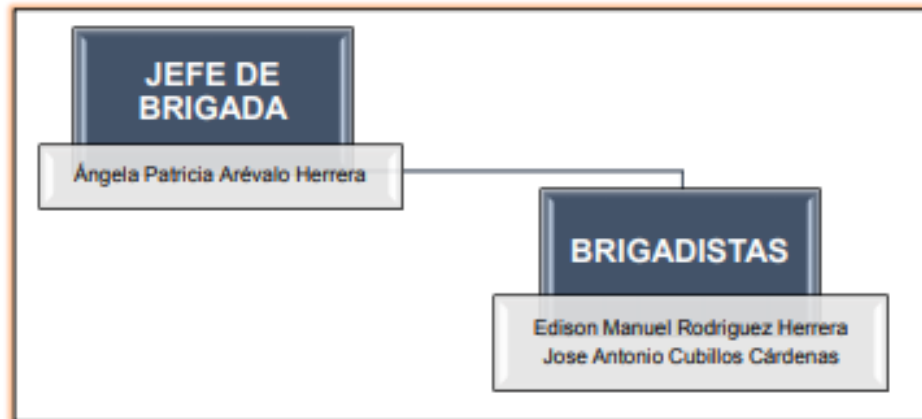 JEFE DE
BRIGADA
Ángela Patricia Arévalo Herrera
BRIGADISTAS
Edison Manuel Rodriguez Herrera
Jose Antonio Cubillos Cárdenas